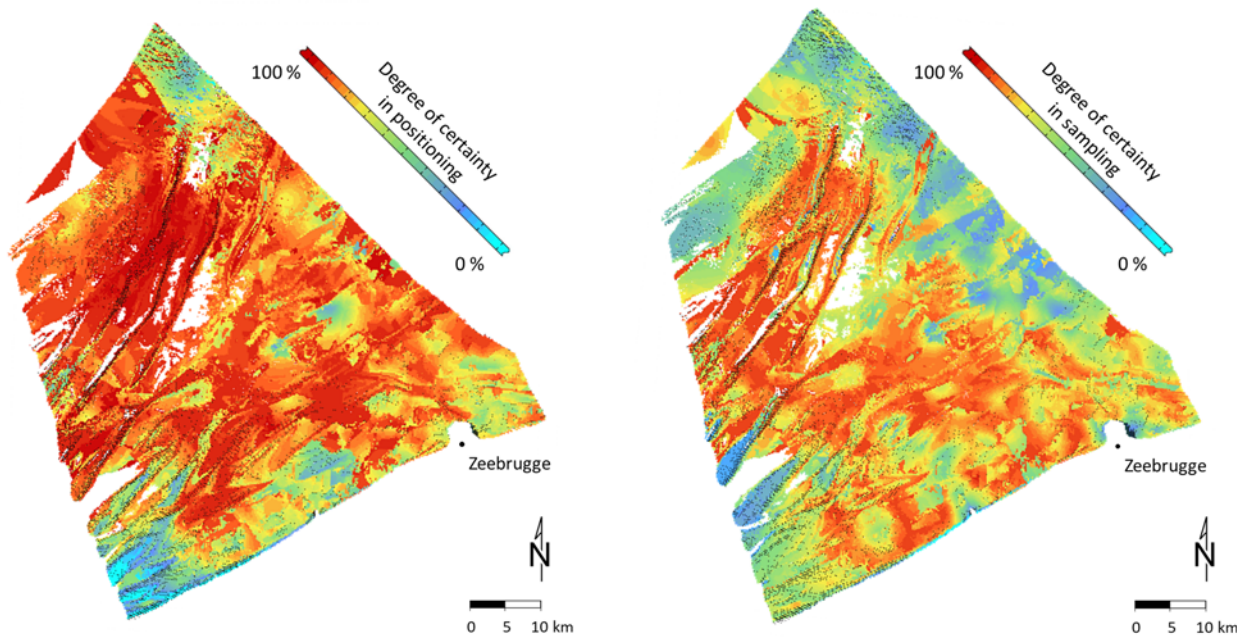 100 %
Degree of certainty
in positioning
0 %
Zeebrugge
N
0 5 10 km
100 %
Degree of certainty
in sampling
0 %
Zeebrugge
N
0 5 10 km